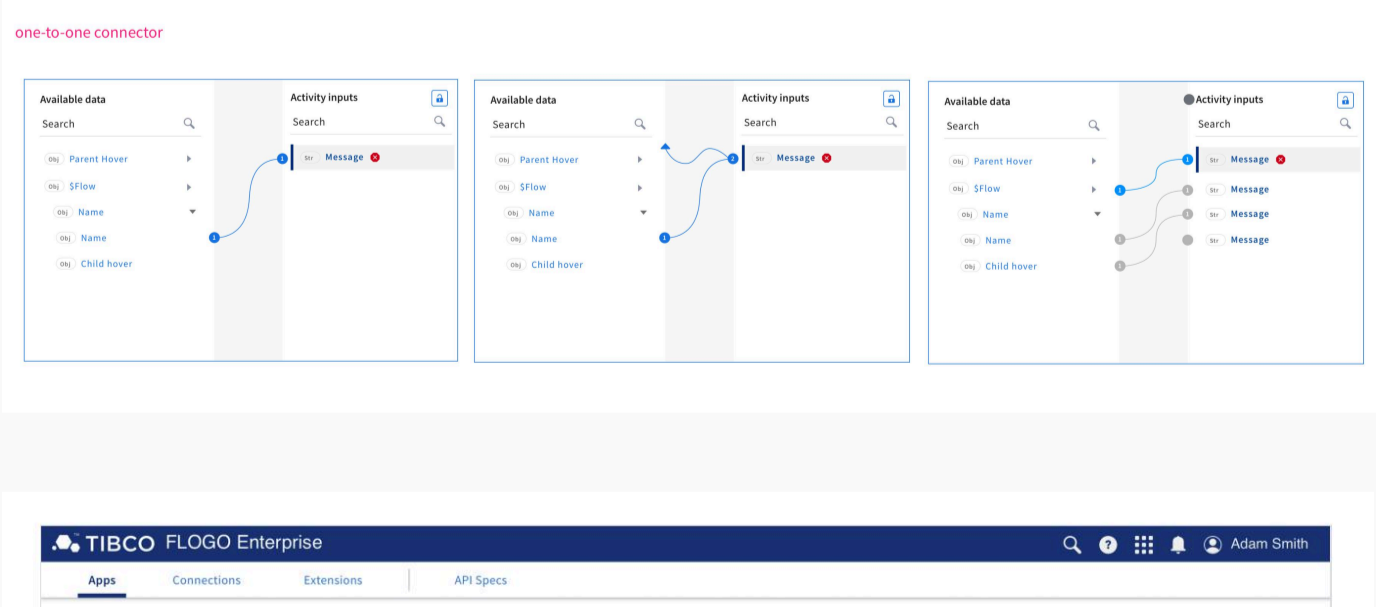 one-to-one connector
Available data
Search
Obj Parent Hover
Obj $Flow
Obj Name
Obj Name
Obj Child hover
1
1
Activity inputs
Search
Str Message
Available data
Search
Obj Parent Hover
Obj $Flow
Obj Name
Obj Name
Obj Child hover
1
2
Activity inputs
Search
Str Message
Available data
Search
Obj Parent Hover
Obj $Flow
Obj Name
Obj Name
Obj Child hover
1
1
1
1
1
1
Activity inputs
Search
Str Message
Str Message
Str Message
Str Message
TIBCO FLOGO Enterprise
? Adam Smith
Apps Connections Extensions API Specs